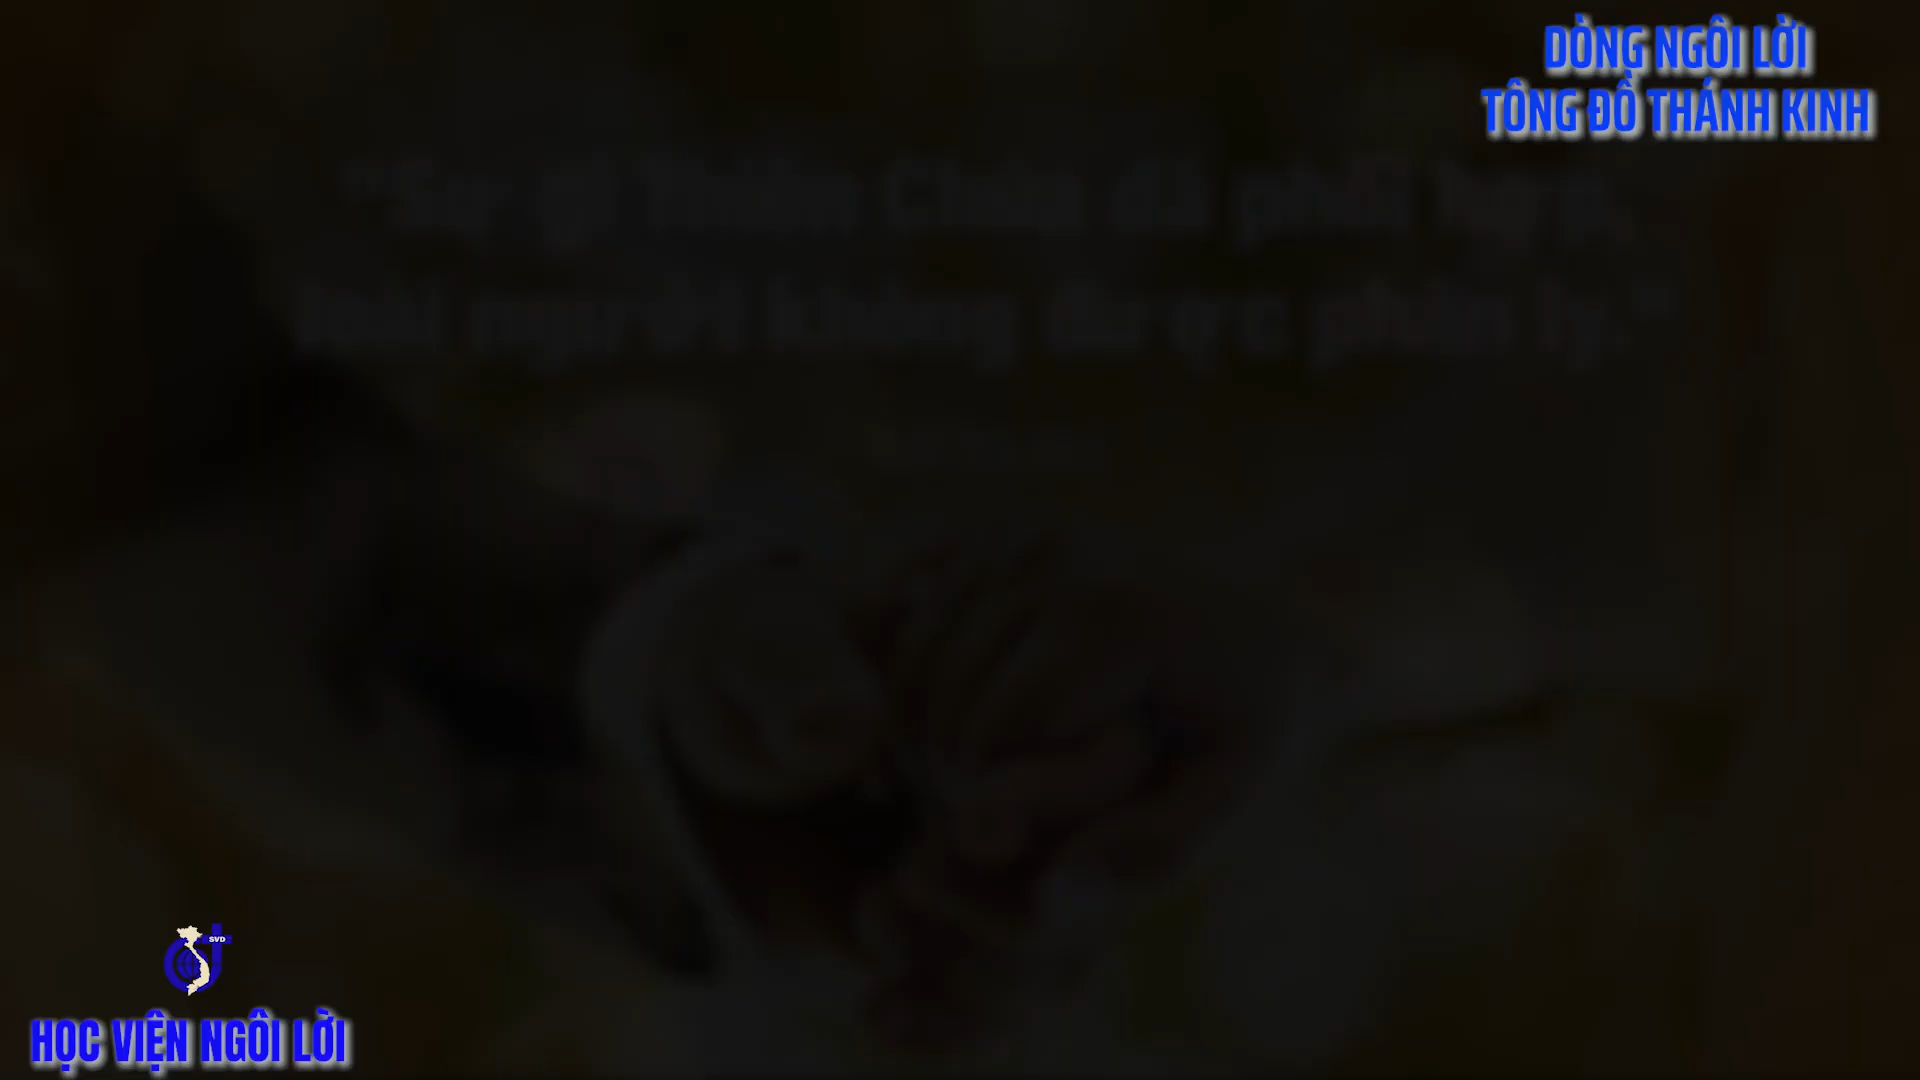 DÒNG NGÔI LỜI
TÔNG ĐỒ THÁNH KINH
"Sự gì Thiên Chúa đã phối hợp,
loài người không được phân ly."
SVD
HỌC VIỆN NGÔI LỜI